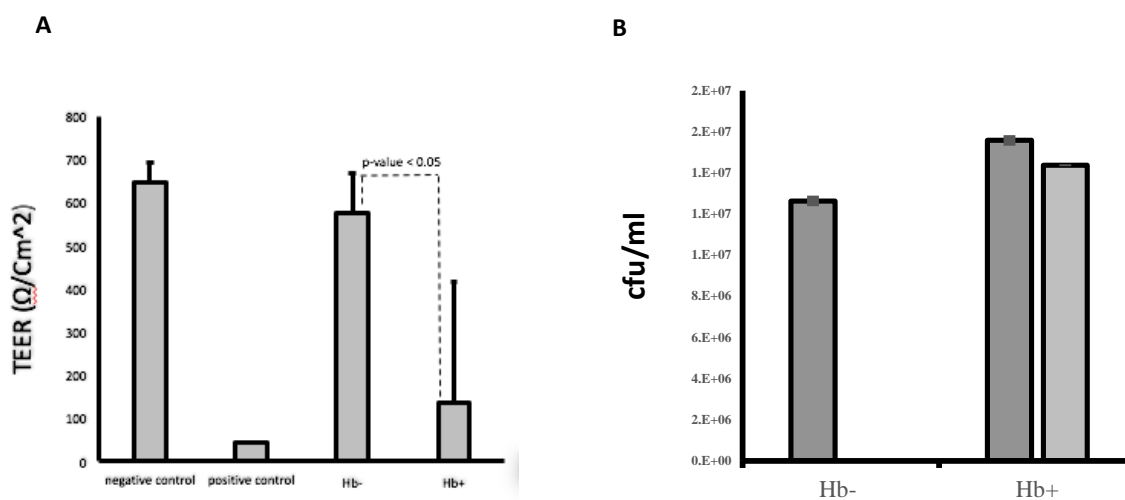 A
B
TEER (Ω/Cm^2)
800
700
600
500
400
300
200
100
0
p-value < 0.05
negative control
positive control
Hb-
Hb+
cfu/ml
2.E+07
2.E+07
1.E+07
1.E+07
1.E+07
8.E+06
6.E+06
4.E+06
2.E+06
0.E+00
Hb-
Hb+